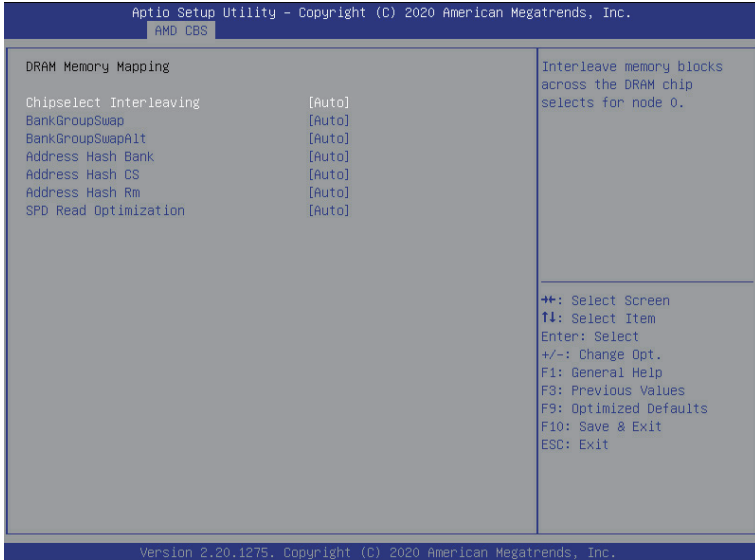 Aptio Setup Utility – Copyright (C) 2020 American Megatrends, Inc.
AMD CBS
DRAM Memory Mapping
Chipselect Interleaving [Auto]
BankGroupSwap [Auto]
BankGroupSwapAlt [Auto]
Address Hash Bank [Auto]
Address Hash CS [Auto]
Address Hash Rm [Auto]
SPD Read Optimization [Auto]
Interleave memory blocks
across the DRAM chip
selects for node 0.
→←: Select Screen
↑↓: Select Item
Enter: Select
+/-: Change Opt.
F1: General Help
F3: Previous Values
F9: Optimized Defaults
F10: Save & Exit
ESC: Exit
Version 2.20.1275. Copyright (C) 2020 American Megatrends, Inc.